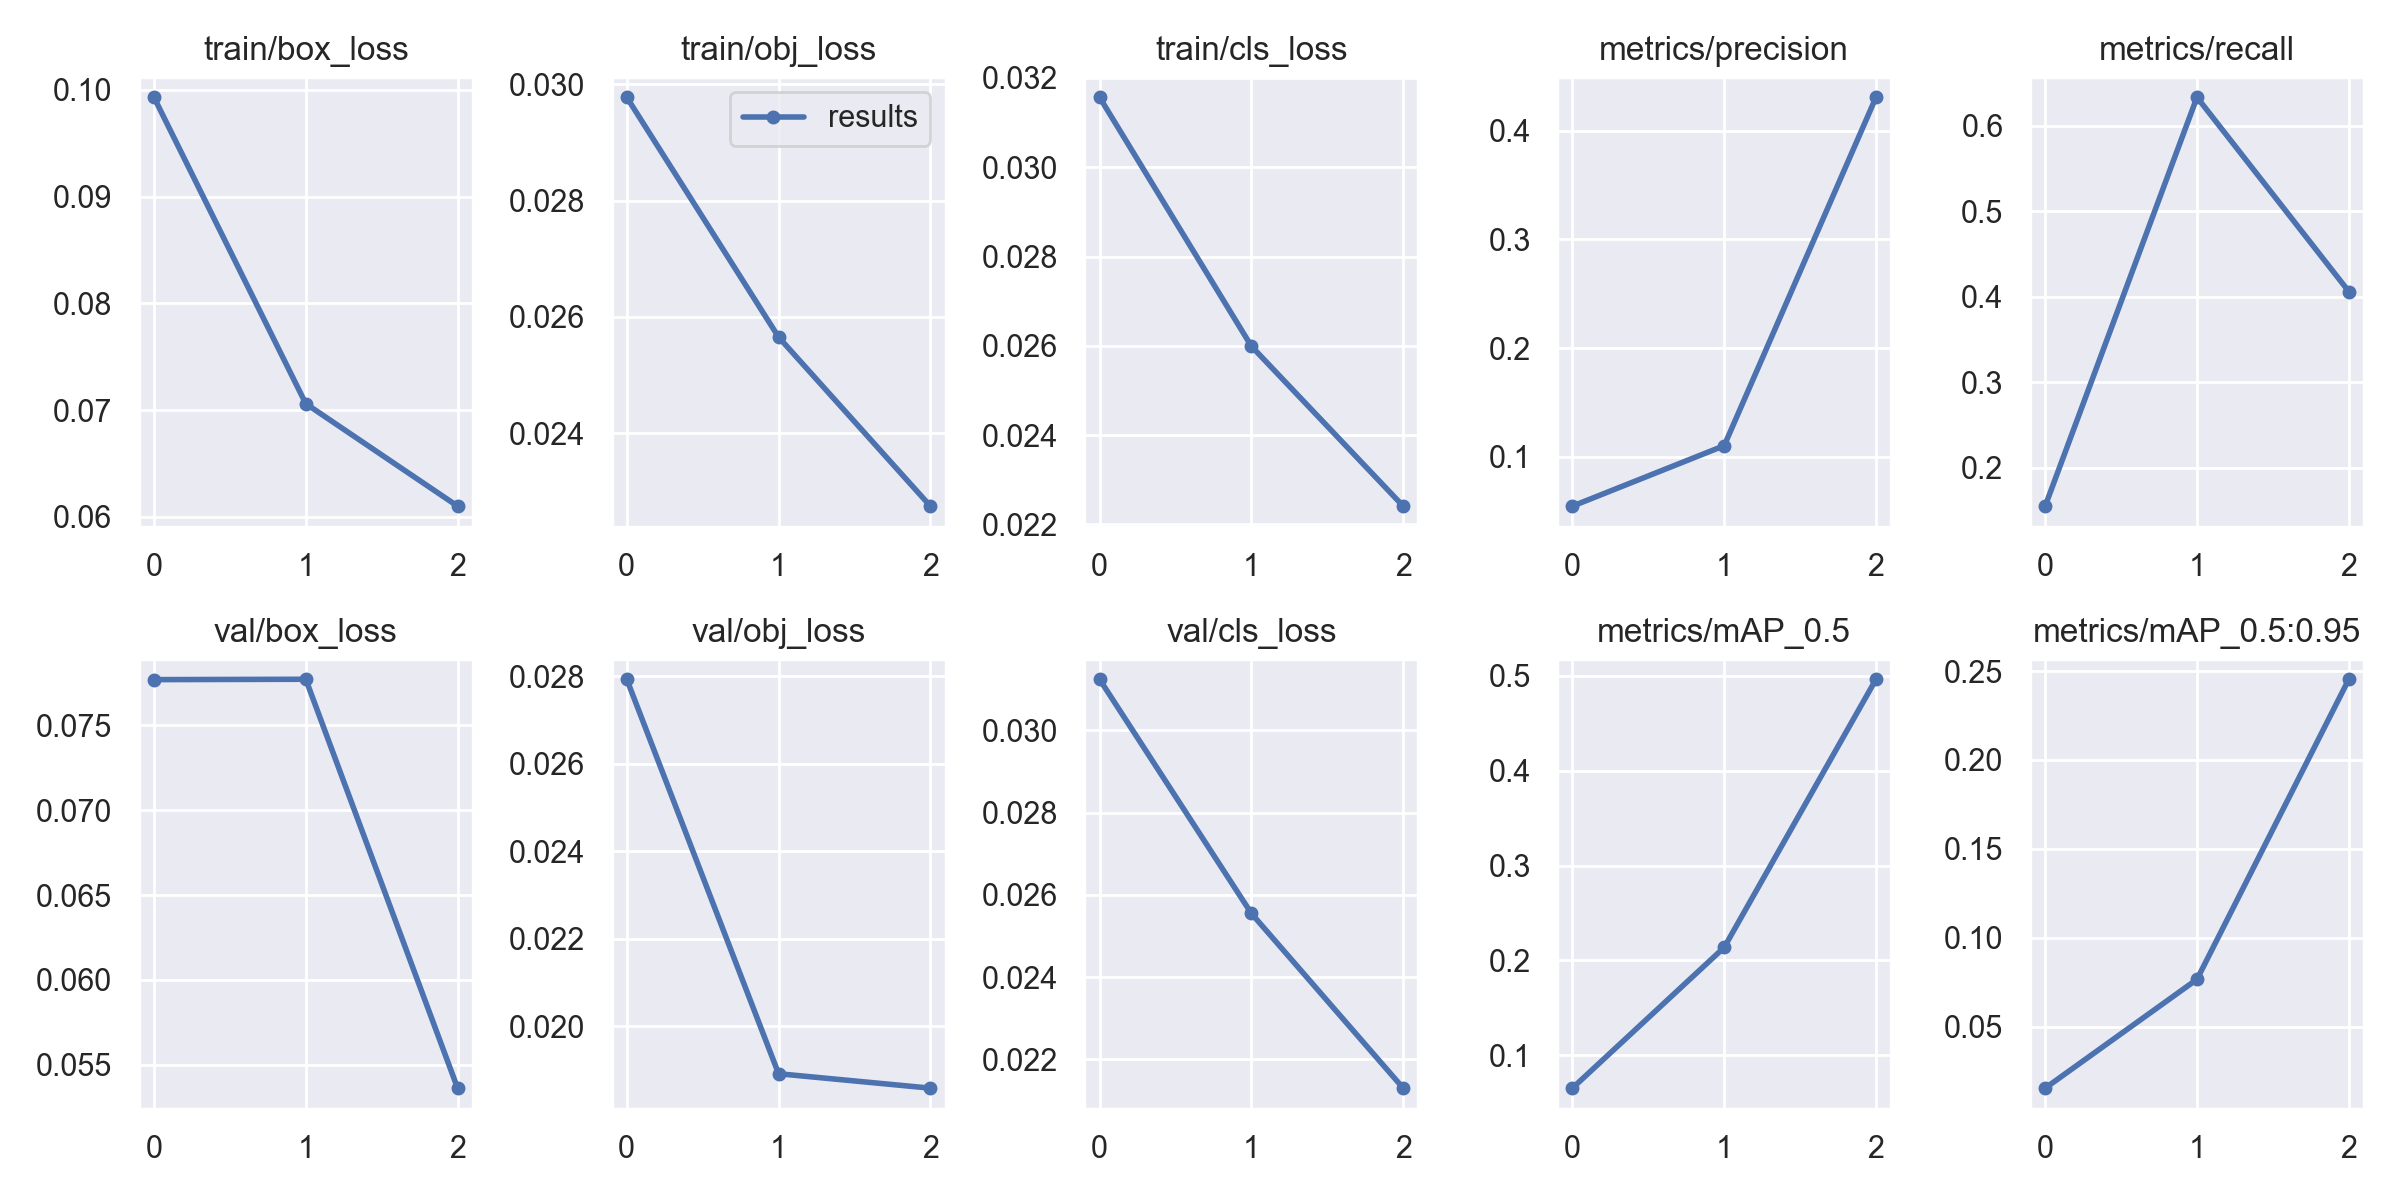 train/box_loss
0.10
0.09
0.08
0.07
0.06
0 1 2
train/obj_loss
results
0.030
0.028
0.026
0.024
0 1 2
train/cls_loss
0.032
0.030
0.028
0.026
0.024
0.022
0 1 2
metrics/precision
0.4
0.3
0.2
0.1
0 1 2
metrics/recall
0.6
0.5
0.4
0.3
0.2
0 1 2
val/box_loss
0.075
0.070
0.065
0.060
0.055
0 1 2
val/obj_loss
0.028
0.026
0.024
0.022
0.020
0 1 2
val/cls_loss
0.030
0.028
0.026
0.024
0.022
0 1 2
metrics/mAP_0.5
0.5
0.4
0.3
0.2
0.1
0 1 2
metrics/mAP_0.5:0.95
0.25
0.20
0.15
0.10
0.05
0 1 2